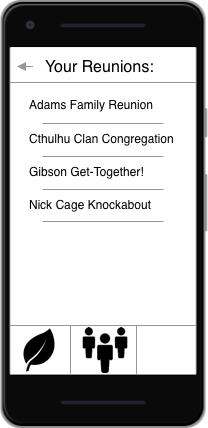 Your Reunions:
Adams Family Reunion
Cthulhu Clan Congregation
Gibson Get-Together!
Nick Cage Knockabout